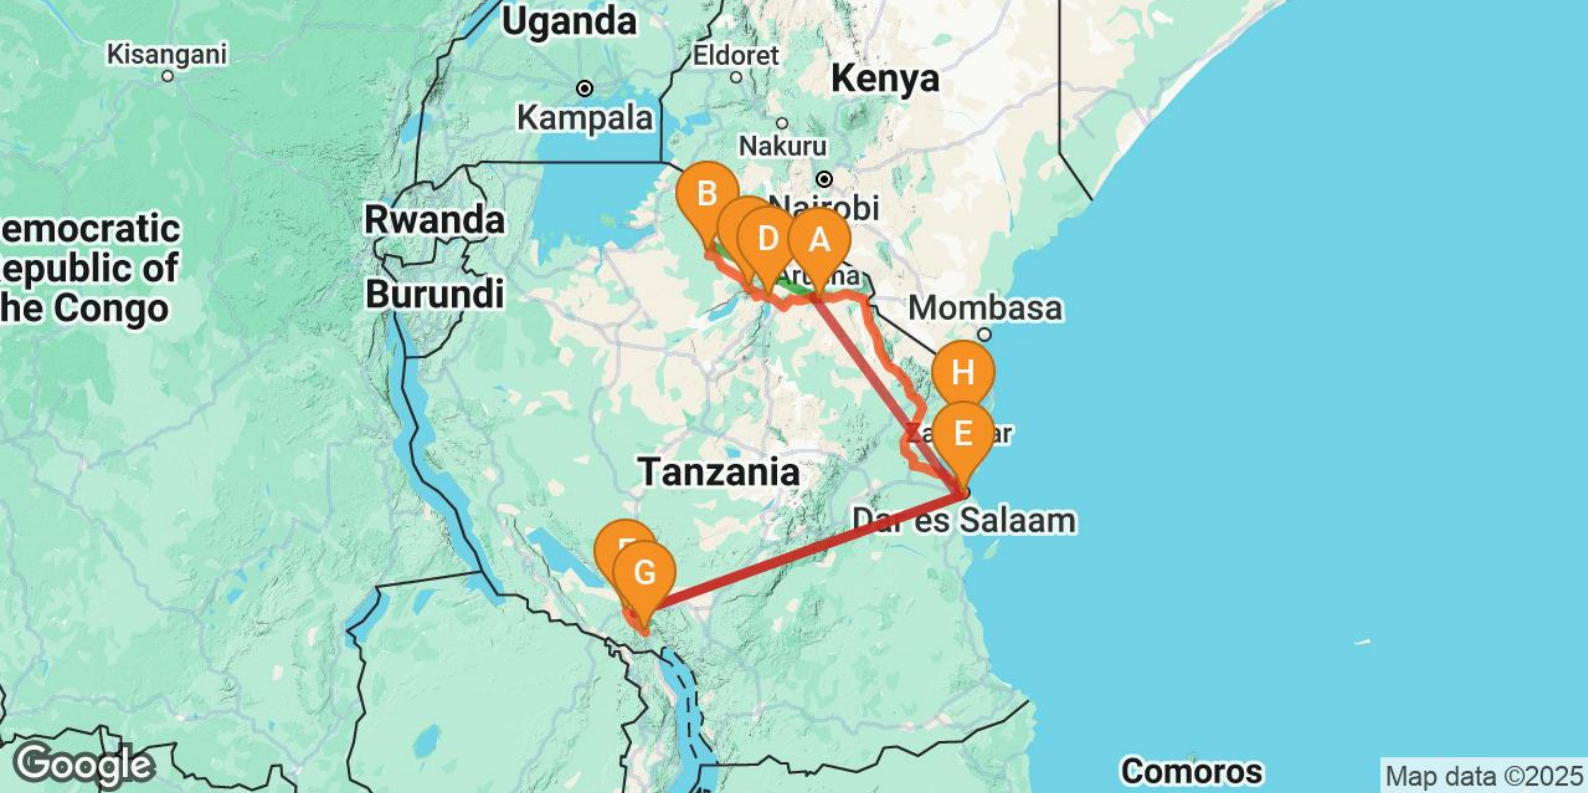 Uganda
Kisangani
Eldoret
Kenya
Kampala
Nakuru
B
Nairobi
Rwanda
emocratic
epublic of
he Congo
D
A
Burundi
Mombasa
H
E
Tanzania
Dar es Salaam
G
Comoros
Google
Map data ©2025